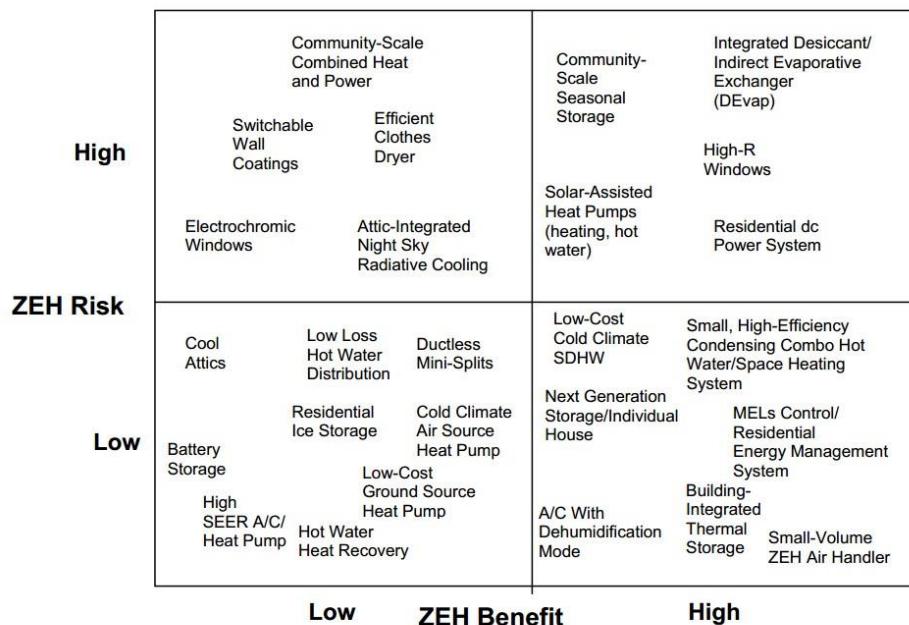 Community-Scale
Combined Heat
and Power
Switchable
Wall
Coatings
Efficient
Clothes
Dryer
Electrochromic
Windows
Attic-Integrated
Night Sky
Radiative Cooling
Community-
Scale
Seasonal
Storage
Integrated Desiccant/
Indirect Evaporative
Exchanger
(DEvap)
High-R
Windows
Solar-Assisted
Heat Pumps
(heating, hot
water)
Residential dc
Power System
High
ZEH Risk
Low
Cool
Attics
Low Loss
Hot Water
Distribution
Ductless
Mini-Splits
Residential
Ice Storage
Cold Climate
Air Source
Heat Pump
Battery
Storage
Low-Cost
Ground Source
Heat Pump
High
SEER A/C/
Heat Pump
Hot Water
Heat Recovery
Low-Cost
Cold Climate
SDHW
Small, High-Efficiency
Condensing Combo Hot
Water/Space Heating
System
Next Generation
Storage/Individual
House
MELs Control/
Residential
Energy Management
System
A/C With
Dehumidification
Mode
Building-
Integrated
Thermal
Storage
Small-Volume
ZEH Air Handler
Low
ZEH Benefit
High